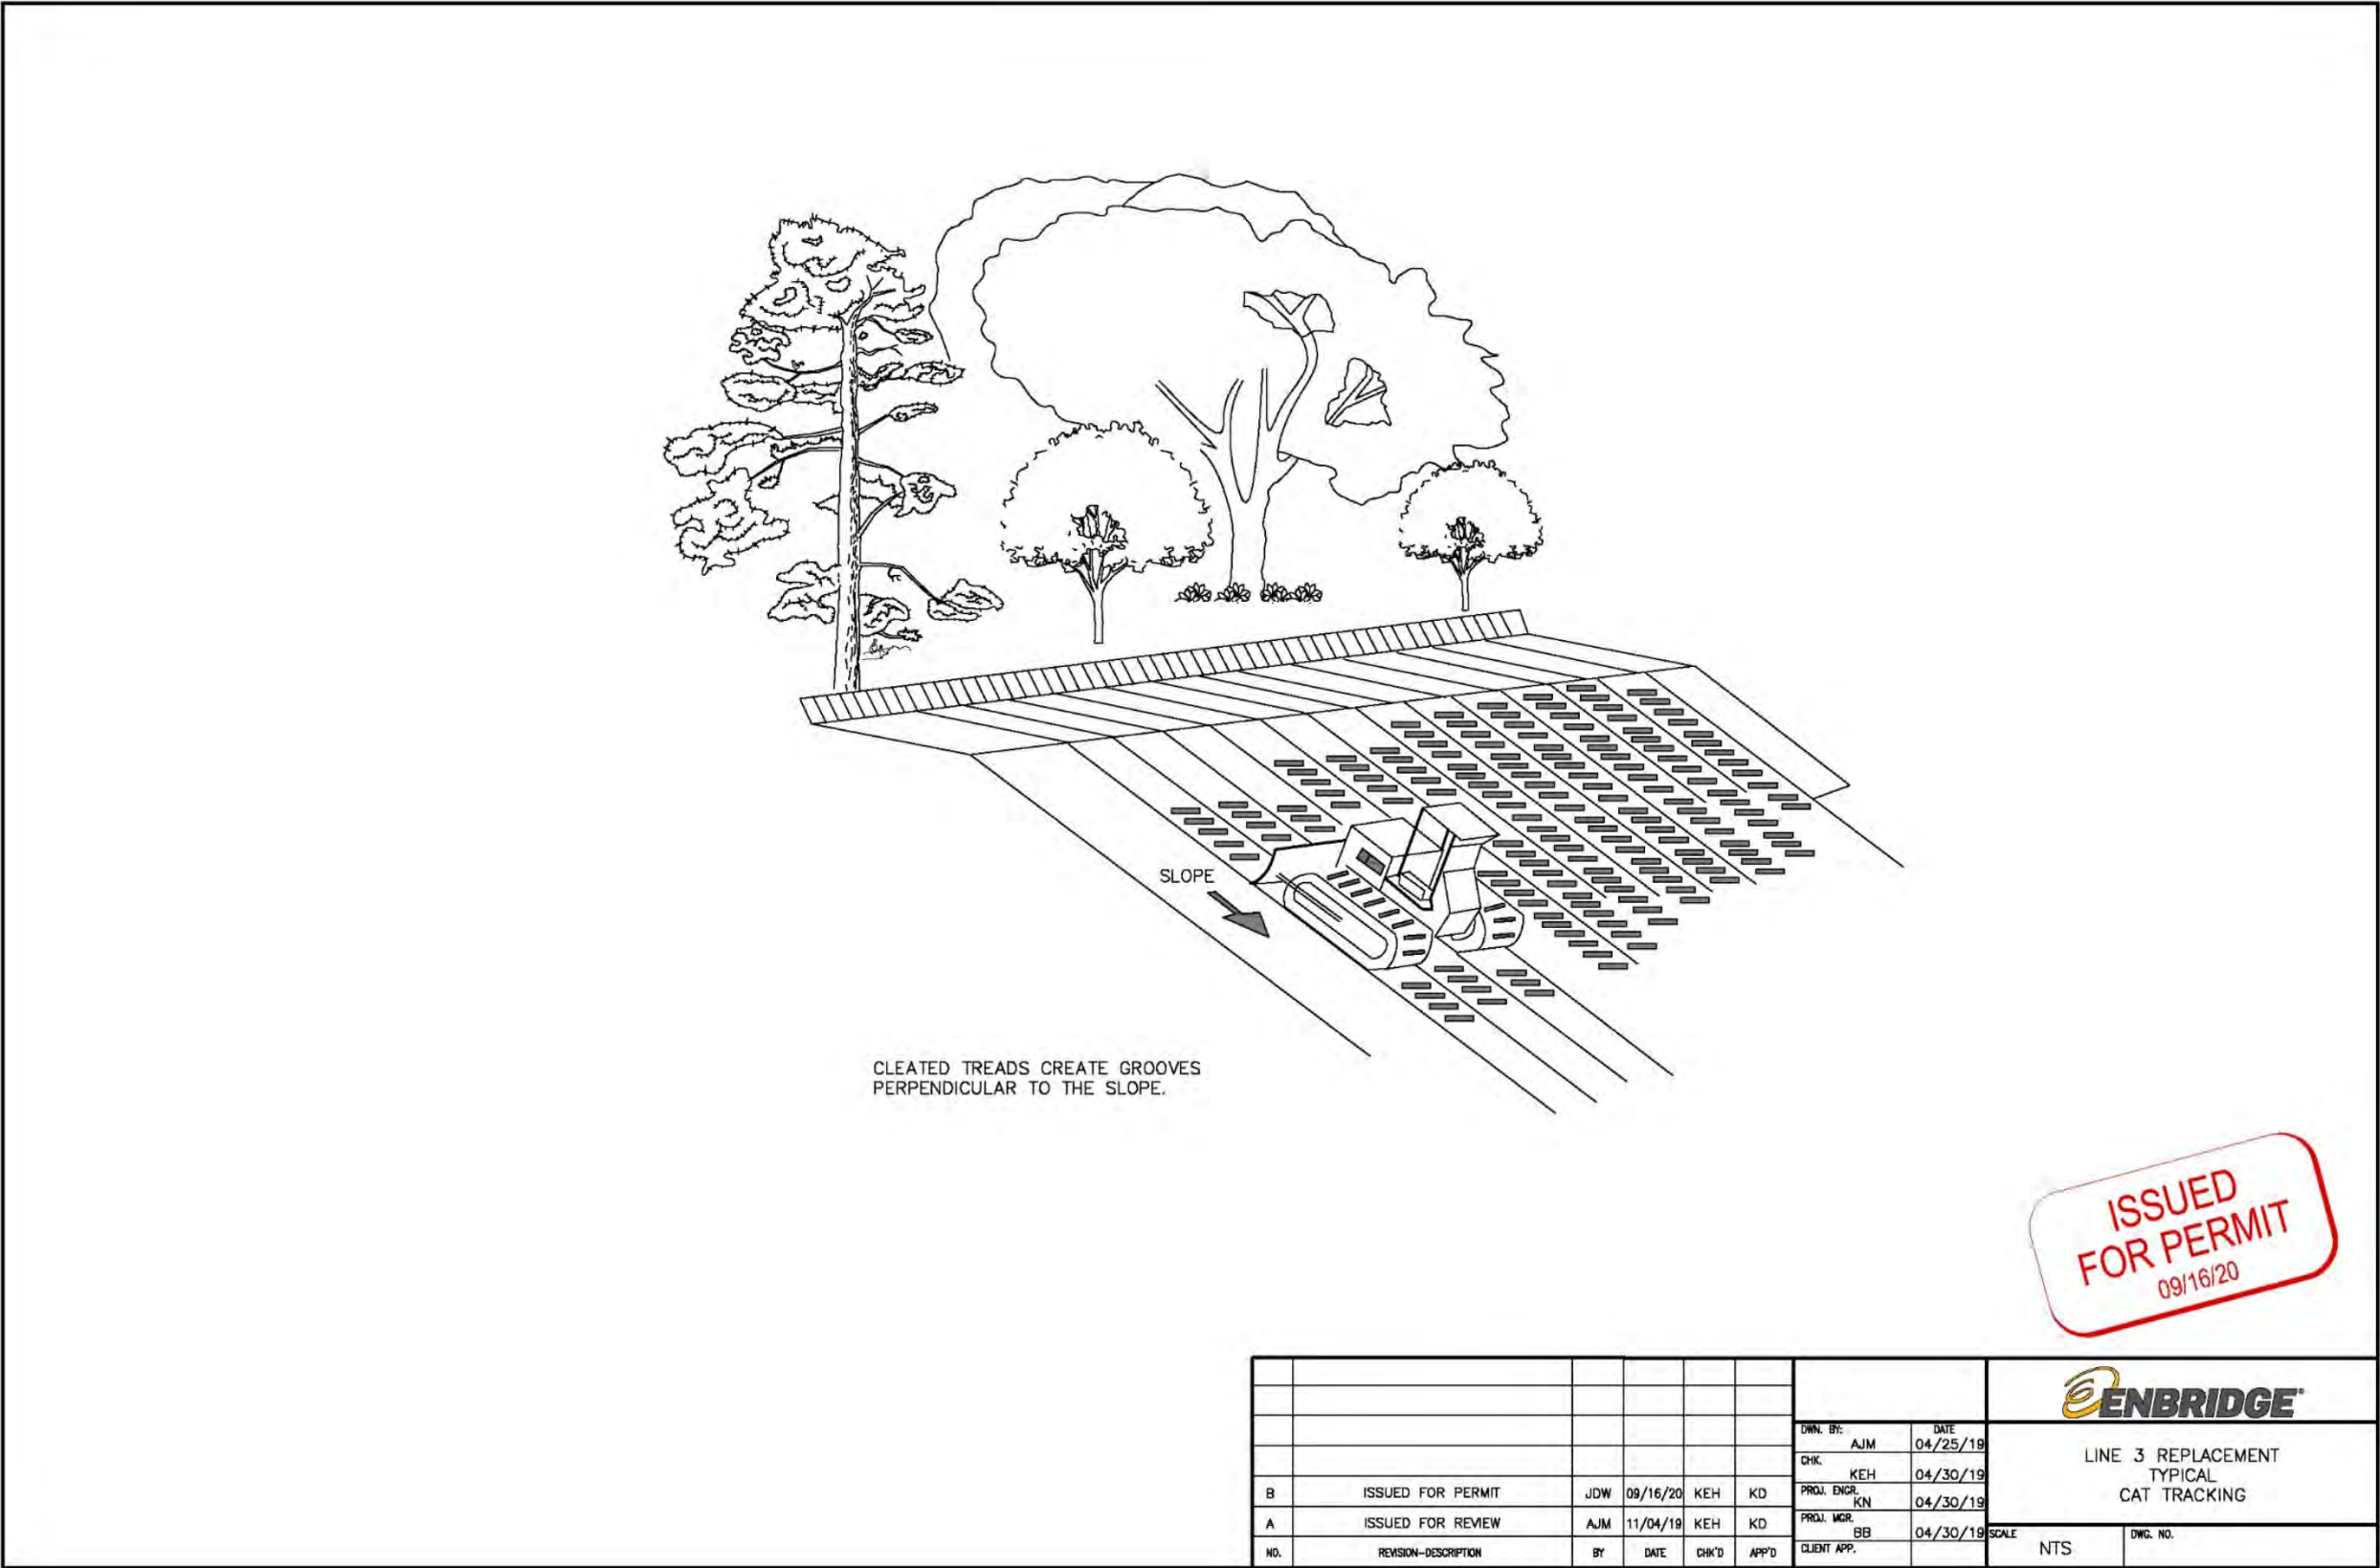 SLOPE
CLEATED TREADS CREATE GROOVES
PERPENDICULAR TO THE SLOPE.
ISSUED
FOR PERMIT
09/16/20
B ISSUED FOR PERMIT JDW 09/16/20 KEH KD
A ISSUED FOR REVIEW AJM 11/04/19 KEH KD
NO. REVISION-DESCRIPTION BY DATE CHK'D APP'D
DWN. BY: DATE
AJM 04/25/19
CHK.
KEH 04/30/19
PROJ. ENGR.
KN 04/30/19
PROJ. MGR.
BB 04/30/19
CLIENT APP.
ENBRIDGE
LINE 3 REPLACEMENT
TYPICAL
CAT TRACKING
SCALE
NTS
DWG. NO.